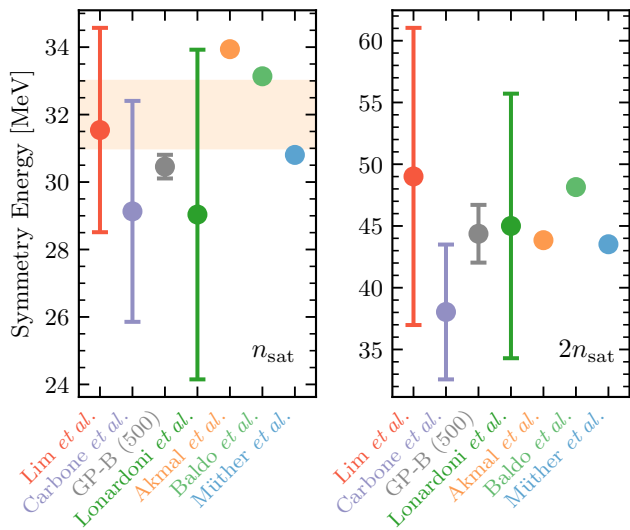 Symmetry Energy [MeV]
34
32
30
28
26
24
n_sat
Lim et al.
Carbone et al.
GP-B (500)
Lonardoni et al.
Akmal et al.
Baldo et al.
Müther et al.
60
55
50
45
40
35
2n_sat
Lim et al.
Carbone et al.
GP-B (500)
Lonardoni et al.
Akmal et al.
Baldo et al.
Müther et al.